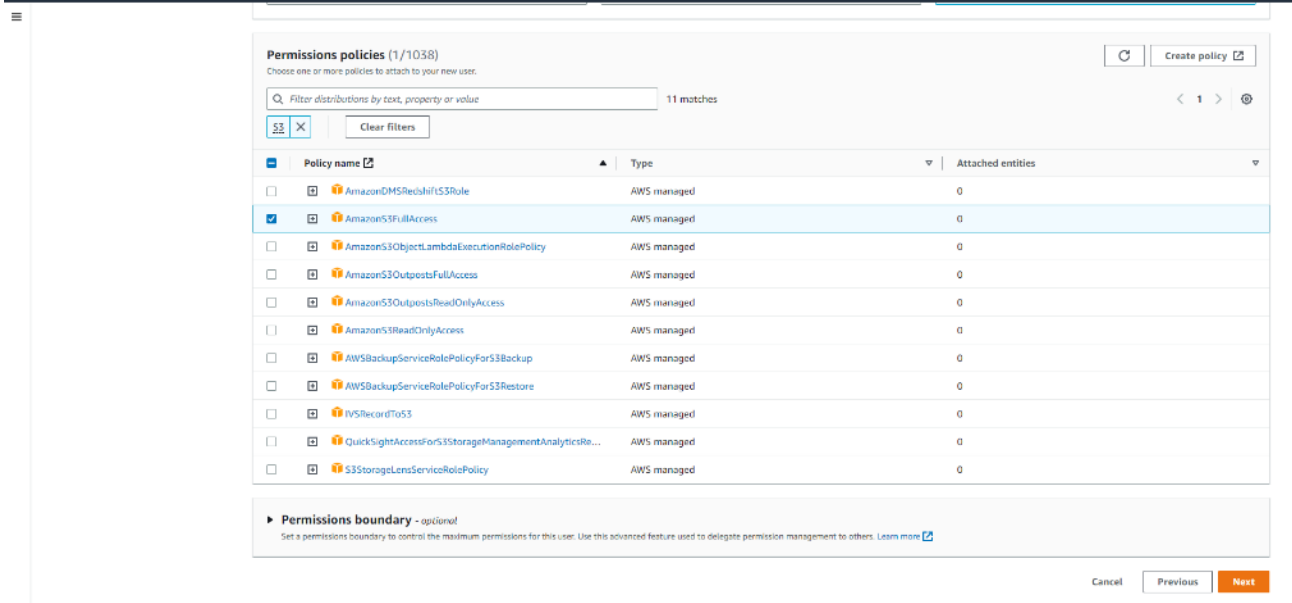 Permissions policies (1/1038)
Create policy
Choose one or more policies to attach to your new user.
Filter distributions by text, property or value
11 matches
1
S3
Clear filters
Policy name Type Attached entities
AmazonDMSRedshiftS3Role AWS managed 0
AmazonS3FullAccess AWS managed 0
AmazonS3ObjectLambdaExecutionRolePolicy AWS managed 0
AmazonS3OutpostsFullAccess AWS managed 0
AmazonS3OutpostsReadOnlyAccess AWS managed 0
AmazonS3ReadOnlyAccess AWS managed 0
AWSBackupServiceRolePolicyForS3Backup AWS managed 0
AWSBackupServiceRolePolicyForS3Restore AWS managed 0
IVSRecordToS3 AWS managed 0
QuickSightAccessForS3StorageManagementAnalyticsRe... AWS managed 0
S3StorageLensServiceRolePolicy AWS managed 0
Permissions boundary - optional
Set a permissions boundary to control the maximum permissions for this user. Use this advanced feature used to delegate permission management to others. Learn more
Cancel Previous Next